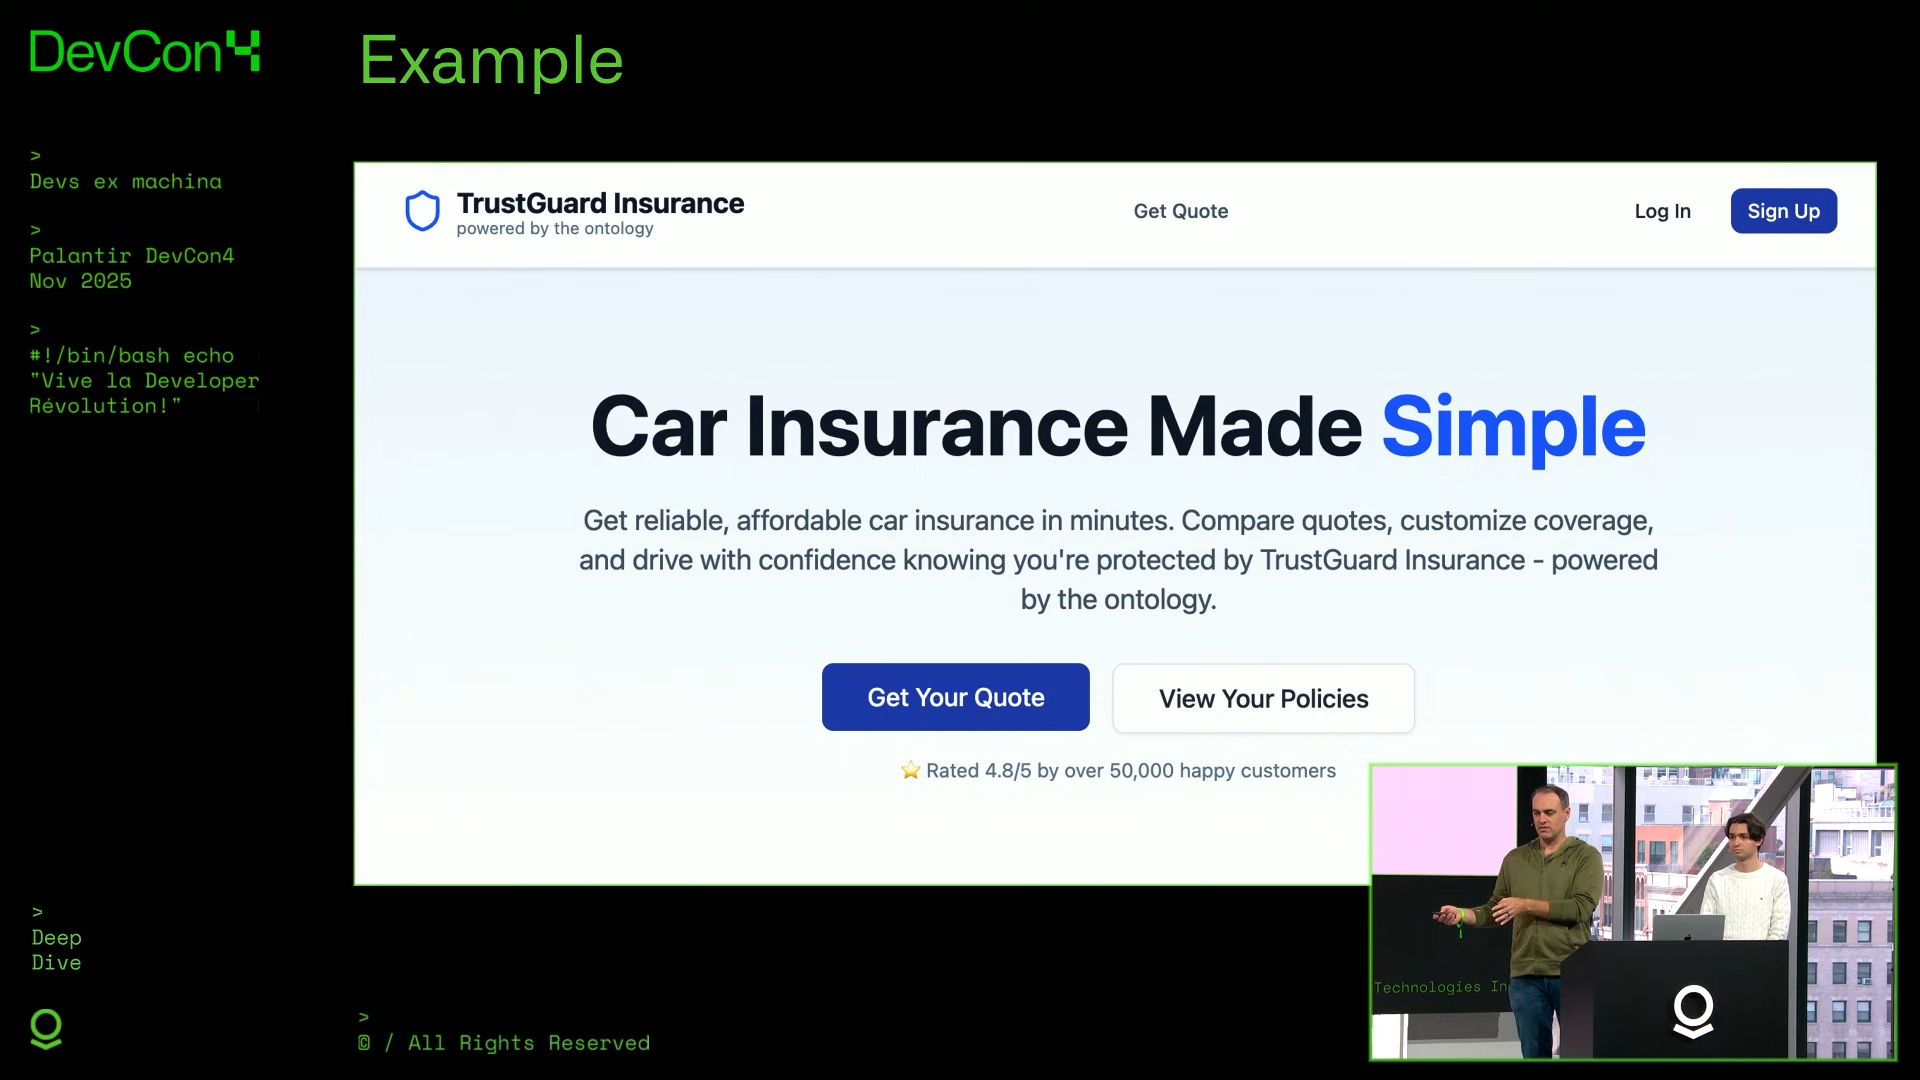 DevCon4
Example
>
Devs ex machina
>
Palantir DevCon4
Nov 2025
>
#!/bin/bash echo
"Vive la Developer
Révolution!"
TrustGuard Insurance
powered by the ontology
Get Quote
Log In
Sign Up
Car Insurance Made Simple
Get reliable, affordable car insurance in minutes. Compare quotes, customize coverage,
and drive with confidence knowing you're protected by TrustGuard Insurance - powered
by the ontology.
Get Your Quote
View Your Policies
⭐ Rated 4.8/5 by over 50,000 happy customers
Technologies In
>
Deep
Dive
>
© / All Rights Reserved